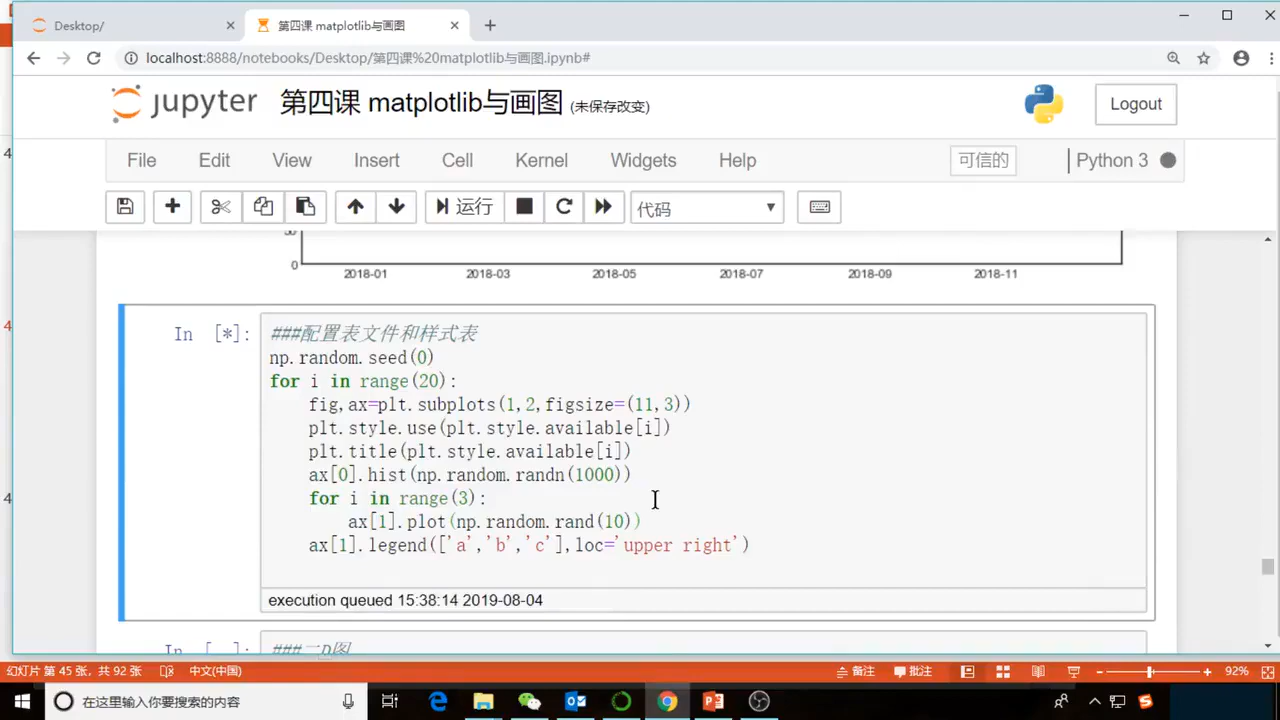 Desktop/
第四课 matplotlib与画图
localhost:8888/notebooks/Desktop/第四课%20matplotlib与画图.ipynb#
jupyter 第四课 matplotlib与画图 (未保存改变)
Logout
File Edit View Insert Cell Kernel Widgets Help 可信的 Python 3
运行 代码
0
2018-01 2018-03 2018-05 2018-07 2018-09 2018-11
In [*]:
###配置表文件和样式表
np.random.seed(0)
for i in range(20):
    fig,ax=plt.subplots(1,2,figsize=(11,3))
    plt.style.use(plt.style.available[i])
    plt.title(plt.style.available[i])
    ax[0].hist(np.random.randn(1000))
    for i in range(3):
        ax[1].plot(np.random.rand(10))
    ax[1].legend(['a','b','c'],loc='upper right')
execution queued 15:38:14 2019-08-04
In [ ]: ###二D图
幻灯片 第 45 张，共 92 张 中文(中国) 备注 批注 92%
在这里输入你要搜索的内容